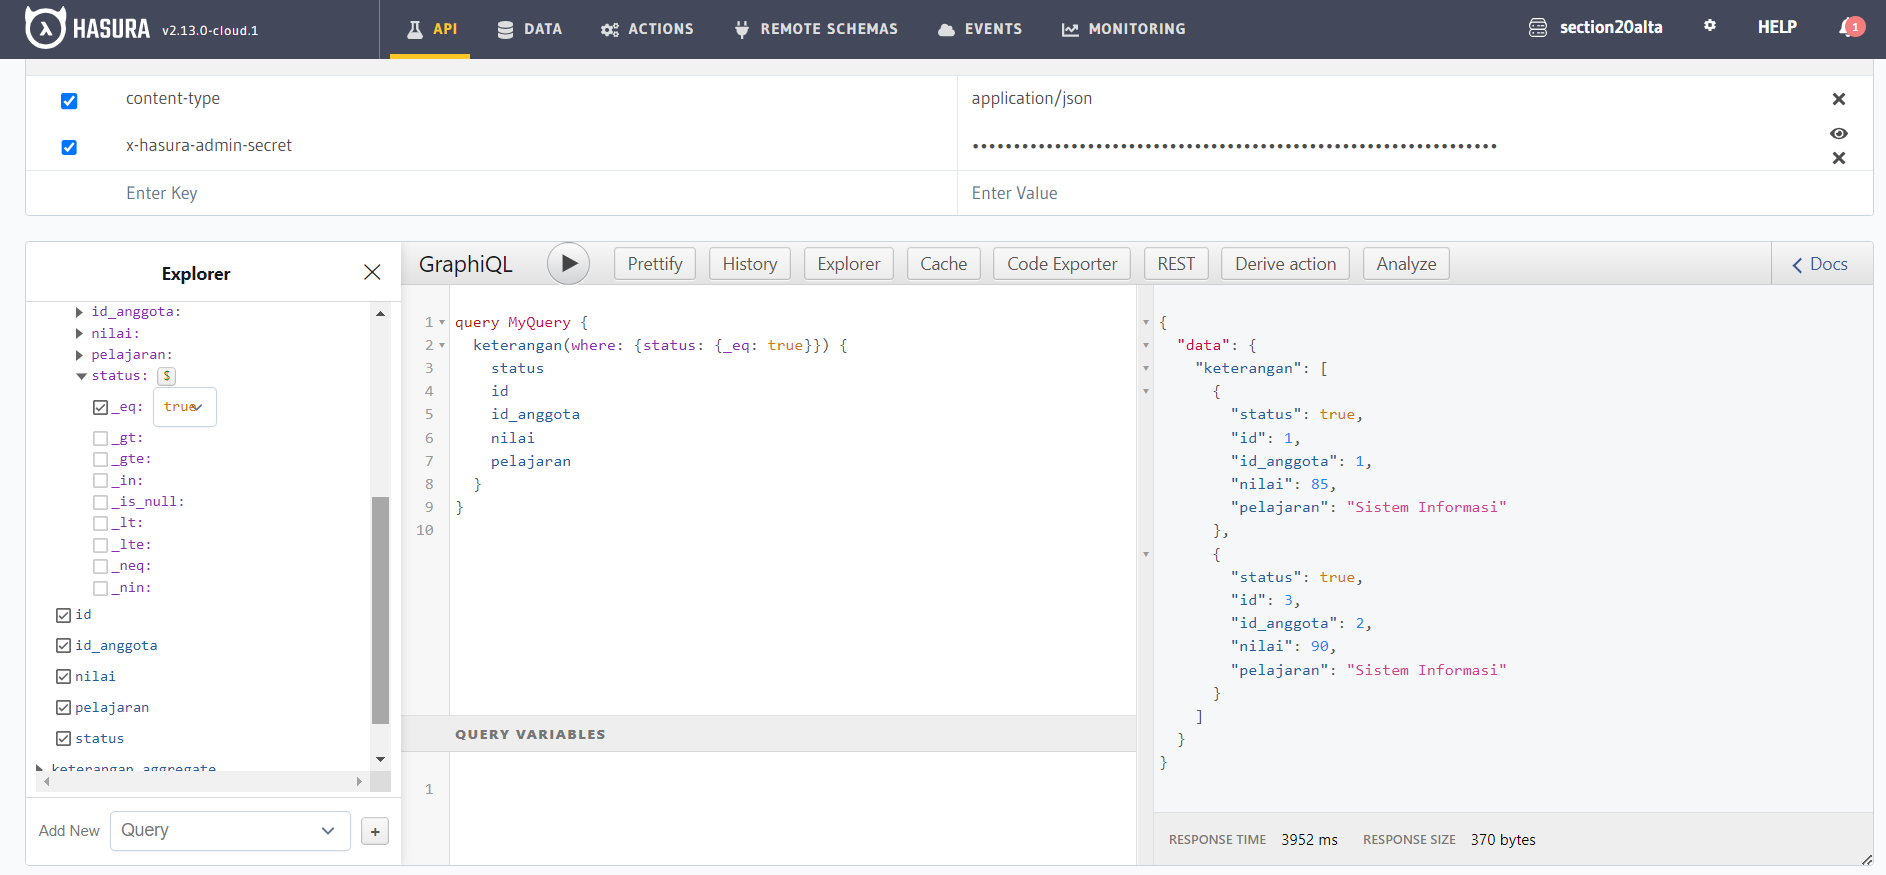 HASURA v2.13.0-cloud.1 API DATA ACTIONS REMOTE SCHEMAS EVENTS MONITORING section20alta HELP 1
content-type application/json
x-hasura-admin-secret ••••••••••••••••••••••••••••••••••••••••••••••••••••••••••••••••
Enter Key Enter Value
Explorer
id_anggota:
nilai:
pelajaran:
status: $
_eq: true
_gt:
_gte:
_in:
_is_null:
_lt:
_lte:
_neq:
_nin:
id
id_anggota
nilai
pelajaran
status
keterangan_aggregate
Add New Query +
GraphiQL Prettify History Explorer Cache Code Exporter REST Derive action Analyze Docs
1 query MyQuery {
2 keterangan(where: {status: {_eq: true}}) {
3 status
4 id
5 id_anggota
6 nilai
7 pelajaran
8 }
9 }
10
QUERY VARIABLES
1
{
"data": {
"keterangan": [
{
"status": true,
"id": 1,
"id_anggota": 1,
"nilai": 85,
"pelajaran": "Sistem Informasi"
},
{
"status": true,
"id": 3,
"id_anggota": 2,
"nilai": 90,
"pelajaran": "Sistem Informasi"
}
]
}
}
RESPONSE TIME 3952 ms RESPONSE SIZE 370 bytes